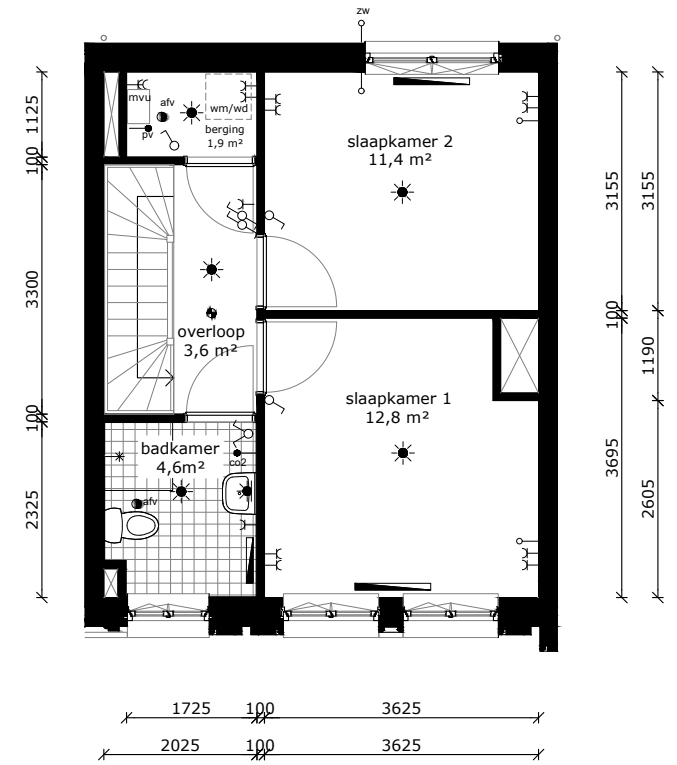 zw
mvu
afv
wm/wd
pv
berging
1,9 m²
slaapkamer 2
11,4 m²
overloop
3,6 m²
slaapkamer 1
12,8 m²
badkamer
4,6m²
co2
afv
1125
100
3300
100
2325
3155
100
3695
3155
1190
2605
1725
100
3625
2025
100
3625